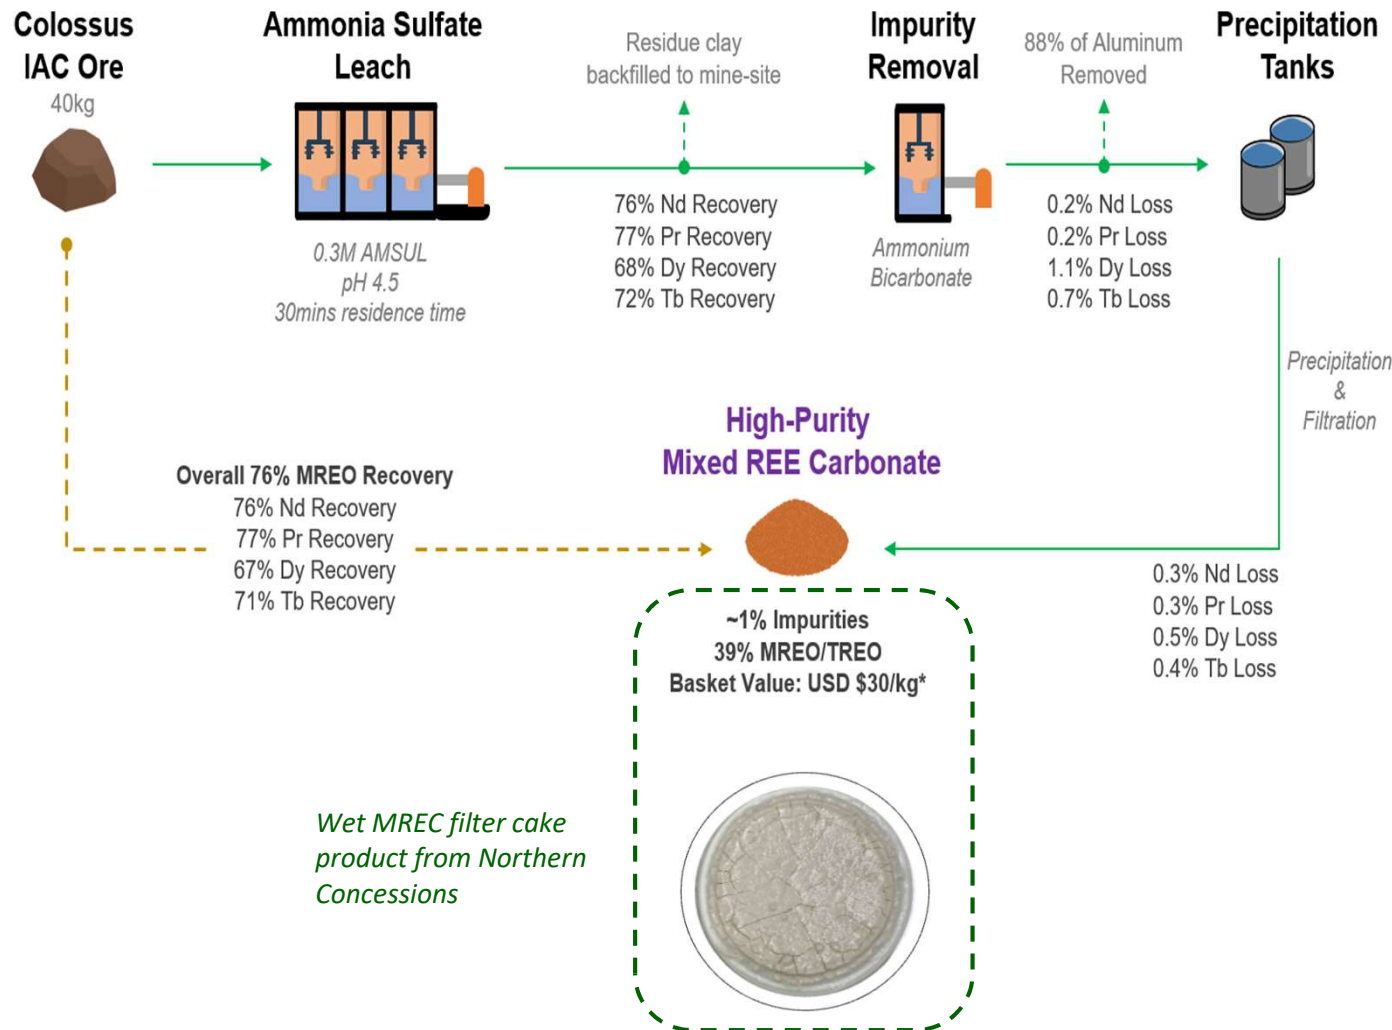 Colossus
IAC Ore
40kg
Ammonia Sulfate
Leach
0.3M AMSUL
pH 4.5
30mins residence time
Residue clay
backfilled to mine-site
76% Nd Recovery
77% Pr Recovery
68% Dy Recovery
72% Tb Recovery
Impurity
Removal
Ammonium
Bicarbonate
88% of Aluminum
Removed
0.2% Nd Loss
0.2% Pr Loss
1.1% Dy Loss
0.7% Tb Loss
Precipitation
Tanks
Precipitation
&
Filtration
0.3% Nd Loss
0.3% Pr Loss
0.5% Dy Loss
0.4% Tb Loss
High-Purity
Mixed REE Carbonate
Overall 76% MREO Recovery
76% Nd Recovery
77% Pr Recovery
67% Dy Recovery
71% Tb Recovery
~1% Impurities
39% MREO/TREO
Basket Value: USD $30/kg*
Wet MREC filter cake
product from Northern
Concessions